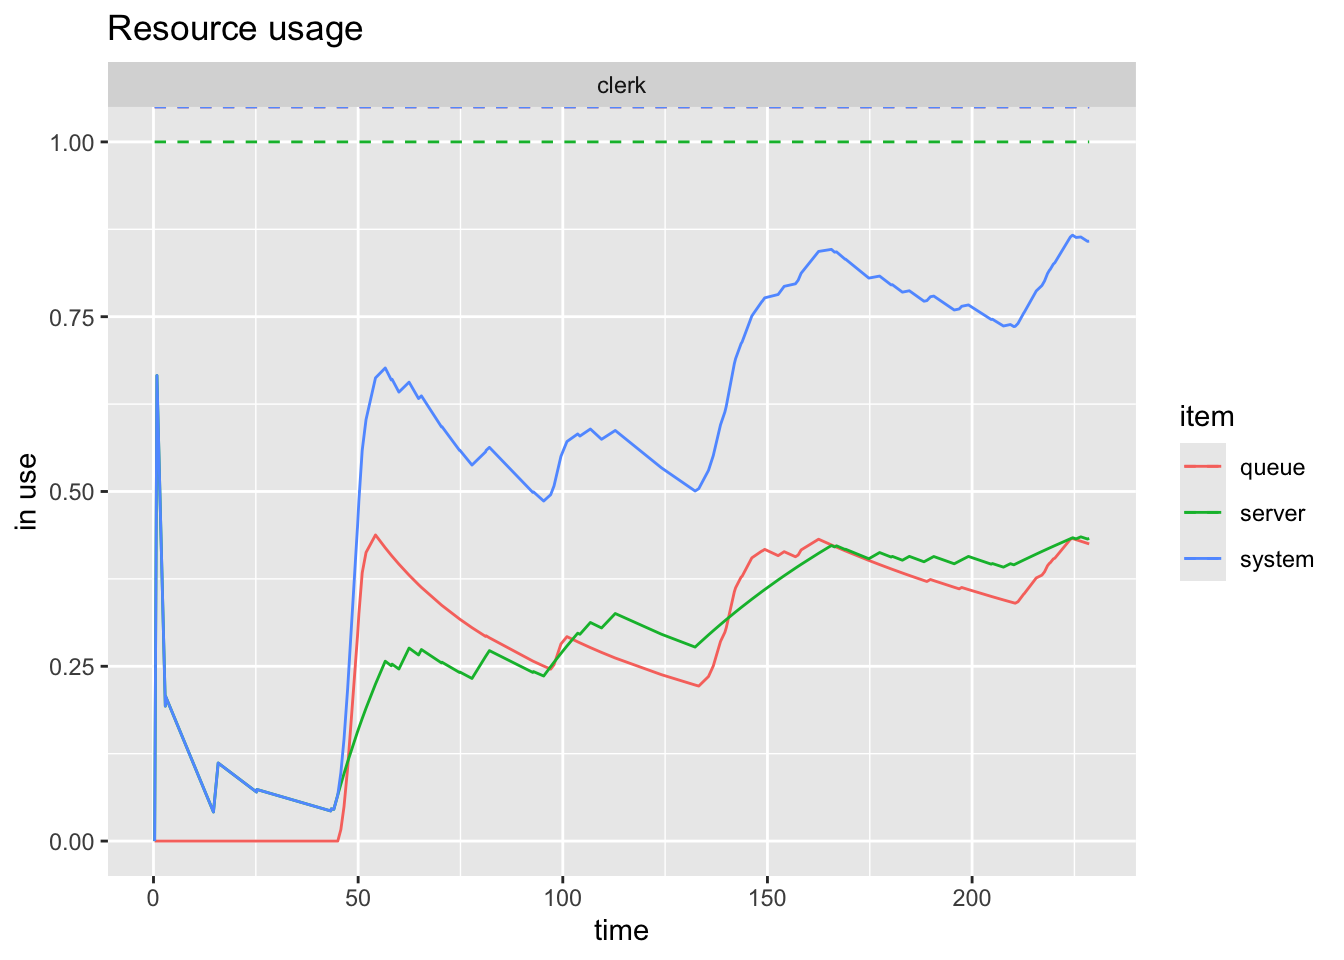 Resource usage
clerk
1.00
0.75
0.50
0.25
0.00
in use
0 50 100 150 200
time
item
queue
server
system